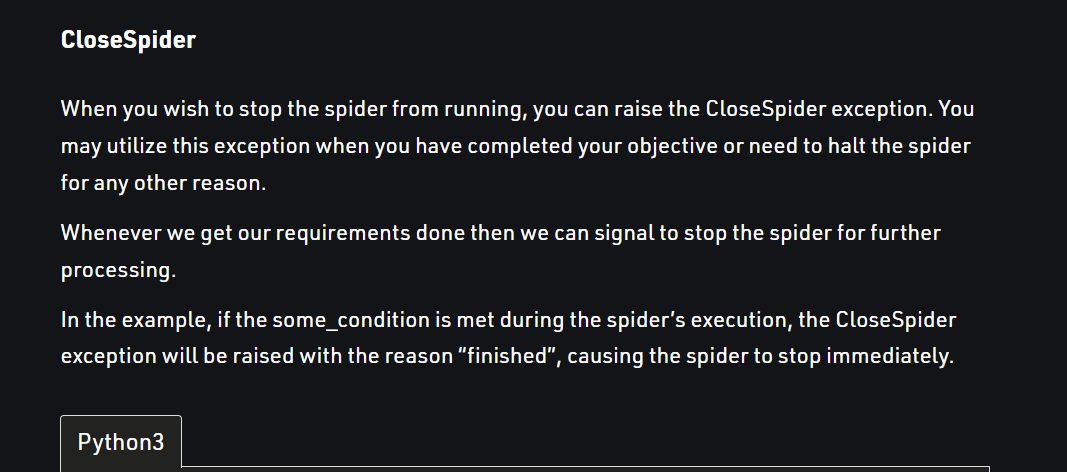 CloseSpider
When you wish to stop the spider from running, you can raise the CloseSpider exception. You
may utilize this exception when you have completed your objective or need to halt the spider
for any other reason.
Whenever we get our requirements done then we can signal to stop the spider for further
processing.
In the example, if the some_condition is met during the spider’s execution, the CloseSpider
exception will be raised with the reason “finished”, causing the spider to stop immediately.
Python3